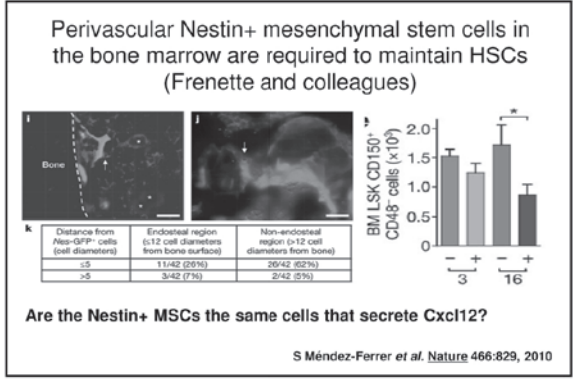 Perivascular Nestin+ mesenchymal stem cells in
the bone marrow are required to maintain HSCs
(Frenette and colleagues)
i
j
Bone
k
Distance from Nes-GFP⁺ cells (cell diameters)
Endosteal region (≤12 cell diameters from bone surface)
Non-endosteal region (>12 cell diameters from bone)
≤5 11/42 (26%) 26/42 (62%)
>5 3/42 (7%) 2/42 (5%)
BM LSK CD150⁺
CD48⁻ cells (×10³)
*
2.0
1.5
1.0
0.5
0
− + − +
3 16
Are the Nestin+ MSCs the same cells that secrete Cxcl12?
S Méndez-Ferrer et al. Nature 466:829, 2010